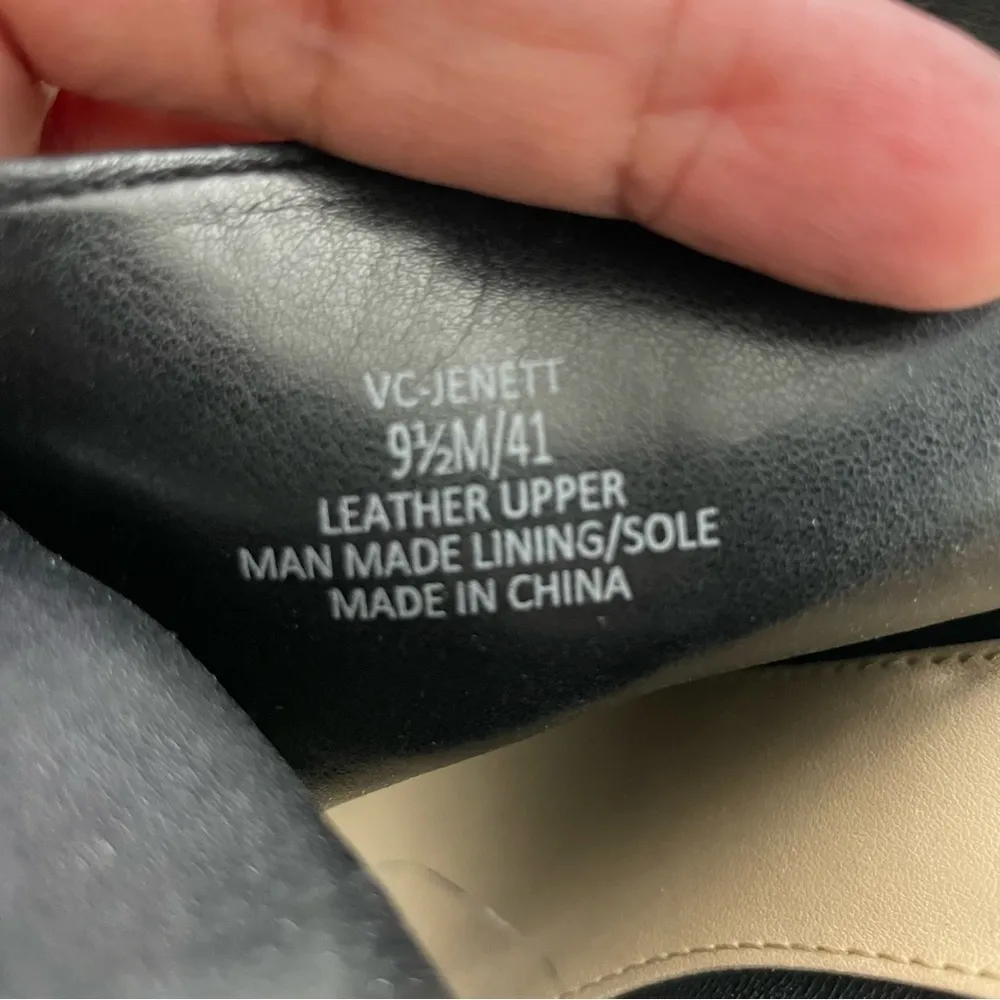 VC-JENETT
9½M/41
LEATHER UPPER
MAN MADE LINING/SOLE
MADE IN CHINA